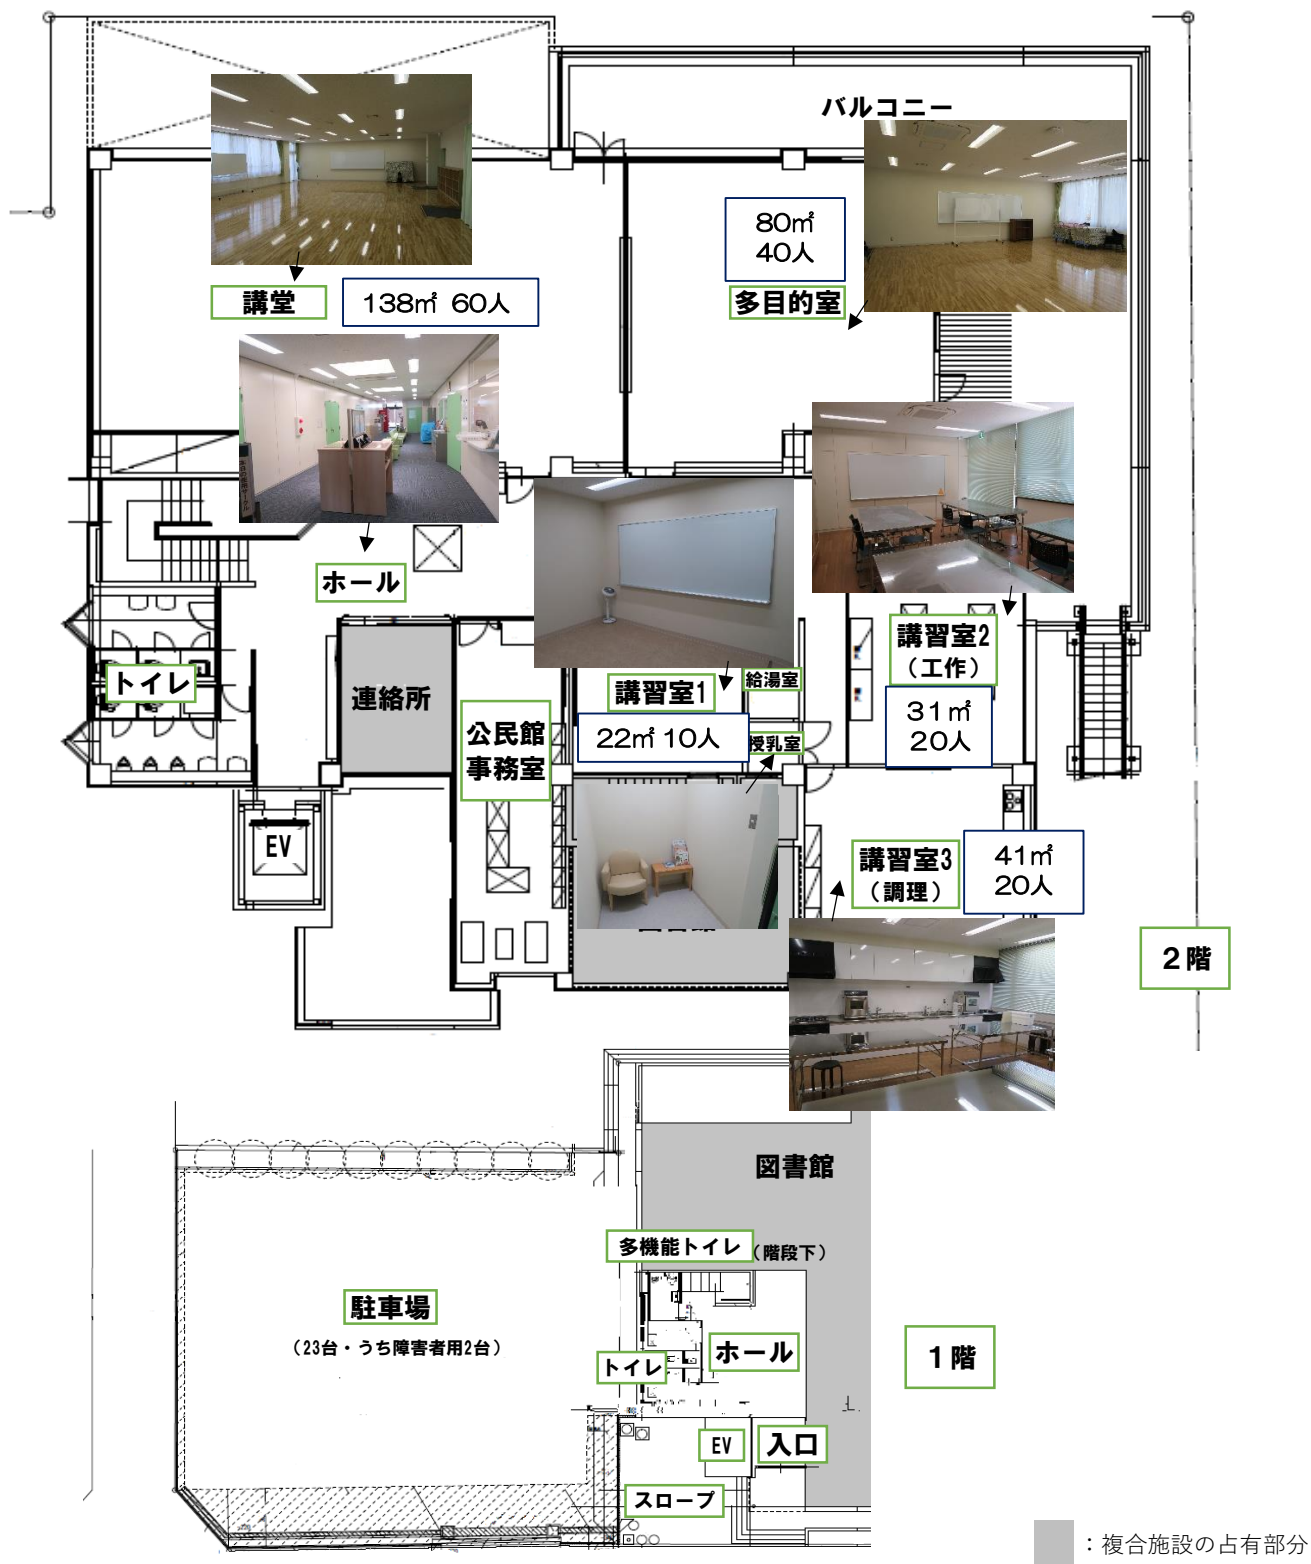 バルコニー
80㎡
40人
多目的室
講堂
138㎡ 60人
ホール
講習室2
（工作）
31㎡
20人
トイレ
連絡所
公民館
事務室
講習室1
22㎡ 10人
給湯室
授乳室
EV
講習室3
（調理）
41㎡
20人
２階
図書館
多機能トイレ
（階段下）
駐車場
（23台・うち障害者用2台）
トイレ
ホール
１階
EV
入口
スロープ
：複合施設の占有部分